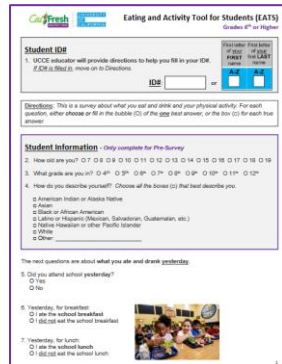 CalFresh
UNIVERSITY
OF
CALIFORNIA
Eating and Activity Tool for Students (EATS)
Grades 4th or Higher
Student ID#
1. UCCE educator will provide directions to help you fill in your ID#.
If ID# is filled in, move on to Directions.
ID#:
or
First letter of your FIRST name
A-Z
First letter of your LAST name
A-Z
Directions: This is a survey about what you eat and drink and your physical activity. For each
question, either choose or fill in the bubble (O) of the one best answer, or the box (□) for each true
answer.
Student Information - Only complete for Pre-Survey
2. How old are you? O 7 O 8 O 9 O 10 O 11 O 12 O 13 O 14 O 15 O 16 O 17 O 18 O 19
3. What grade are you in? O 4th O 5th O 6th O 7th O 8th O 9th O 10th O 11th O 12th
4. How do you describe yourself? Choose all the boxes (□) that best describe you.
□ American Indian or Alaska Native
□ Asian
□ Black or African American
□ Latino or Hispanic (Mexican, Salvadoran, Guatemalan, etc.)
□ Native Hawaiian or other Pacific Islander
□ White
□ Other:
The next questions are about what you ate and drank yesterday.
5. Did you attend school yesterday?
O Yes
O No
6. Yesterday, for breakfast:
O I ate the school breakfast
O I did not eat the school breakfast
7. Yesterday, for lunch:
O I ate the school lunch
O I did not eat the school lunch
1